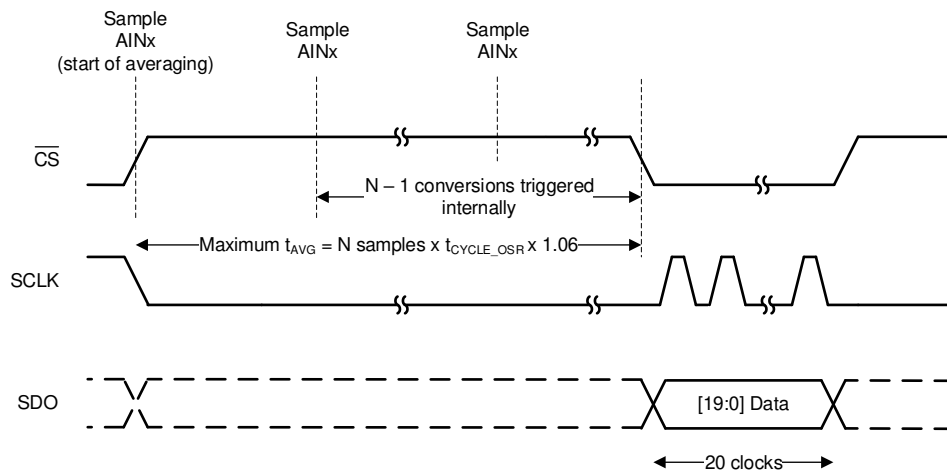 Sample
AINx
(start of averaging)
Sample
AINx
Sample
AINx
CS
N – 1 conversions triggered
internally
Maximum tAVG = N samples x tCYCLE_OSR x 1.06
SCLK
SDO
[19:0] Data
20 clocks